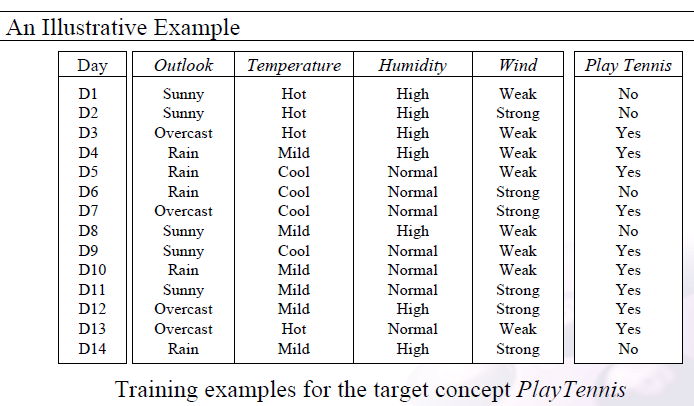 An Illustrative Example
Day Outlook Temperature Humidity Wind Play Tennis
D1 Sunny Hot High Weak No
D2 Sunny Hot High Strong No
D3 Overcast Hot High Weak Yes
D4 Rain Mild High Weak Yes
D5 Rain Cool Normal Weak Yes
D6 Rain Cool Normal Strong No
D7 Overcast Cool Normal Strong Yes
D8 Sunny Mild High Weak No
D9 Sunny Cool Normal Weak Yes
D10 Rain Mild Normal Weak Yes
D11 Sunny Mild Normal Strong Yes
D12 Overcast Mild High Strong Yes
D13 Overcast Hot Normal Weak Yes
D14 Rain Mild High Strong No
Training examples for the target concept PlayTennis